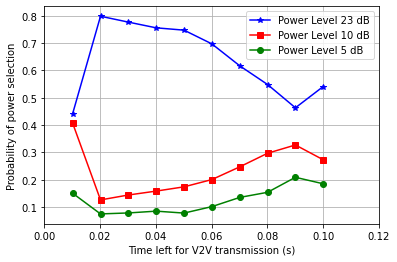 Power Level 23 dB
Power Level 10 dB
Power Level 5 dB
Probability of power selection
0.8
0.7
0.6
0.5
0.4
0.3
0.2
0.1
0.00 0.02 0.04 0.06 0.08 0.10 0.12
Time left for V2V transmission (s)